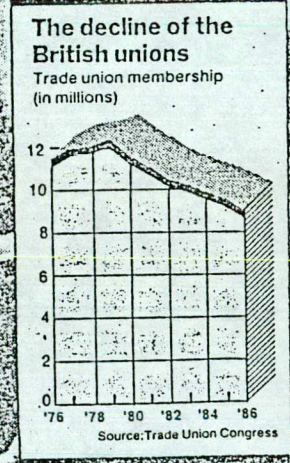 The decline of the
British unions
Trade union membership
(in millions)
12
10
8
6
4
2
0
'76 '78 '80 '82 '84 '86
Source:Trade Union Congress